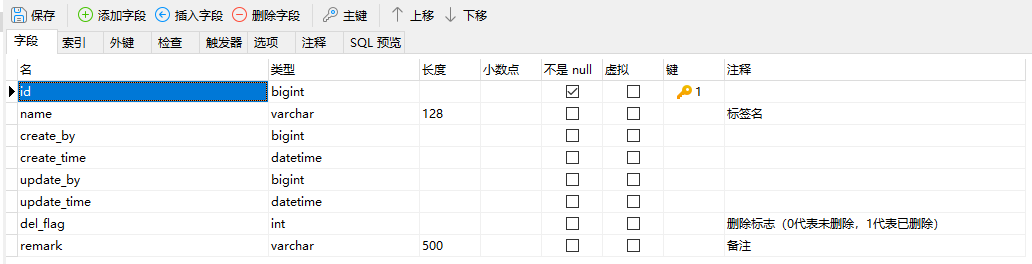 保存 添加字段 插入字段 删除字段 主键 上移 下移
字段 索引 外键 检查 触发器 选项 注释 SQL 预览
名 类型 长度 小数点 不是 null 虚拟 键 注释
id bigint 1
name varchar 128 标签名
create_by bigint
create_time datetime
update_by bigint
update_time datetime
del_flag int 删除标志（0代表未删除，1代表已删除）
remark varchar 500 备注